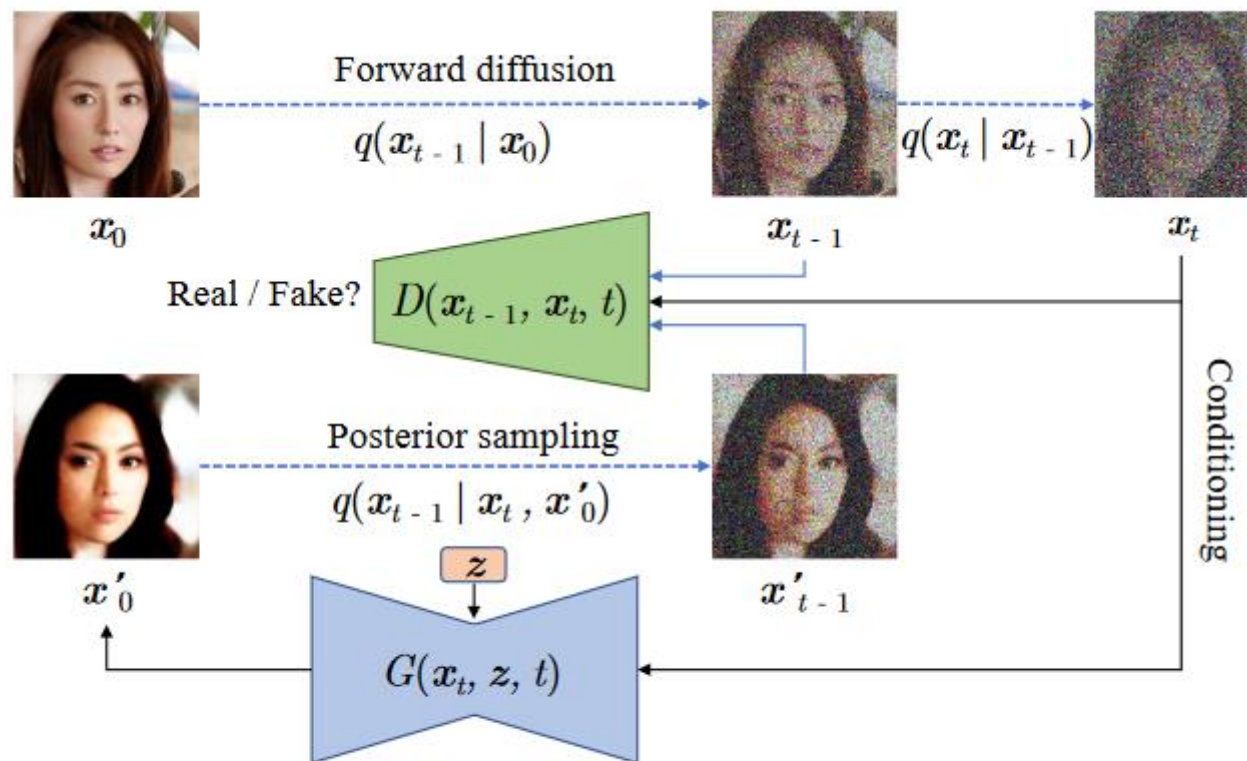 Forward diffusion
q(x_{t - 1} | x_0)
q(x_t | x_{t - 1})
x_0
x_{t - 1}
x_t
Real / Fake?
D(x_{t - 1}, x_t, t)
Conditioning
Posterior sampling
q(x_{t - 1} | x_t , x'_0)
z
x'_0
x'_{t - 1}
G(x_t, z, t)